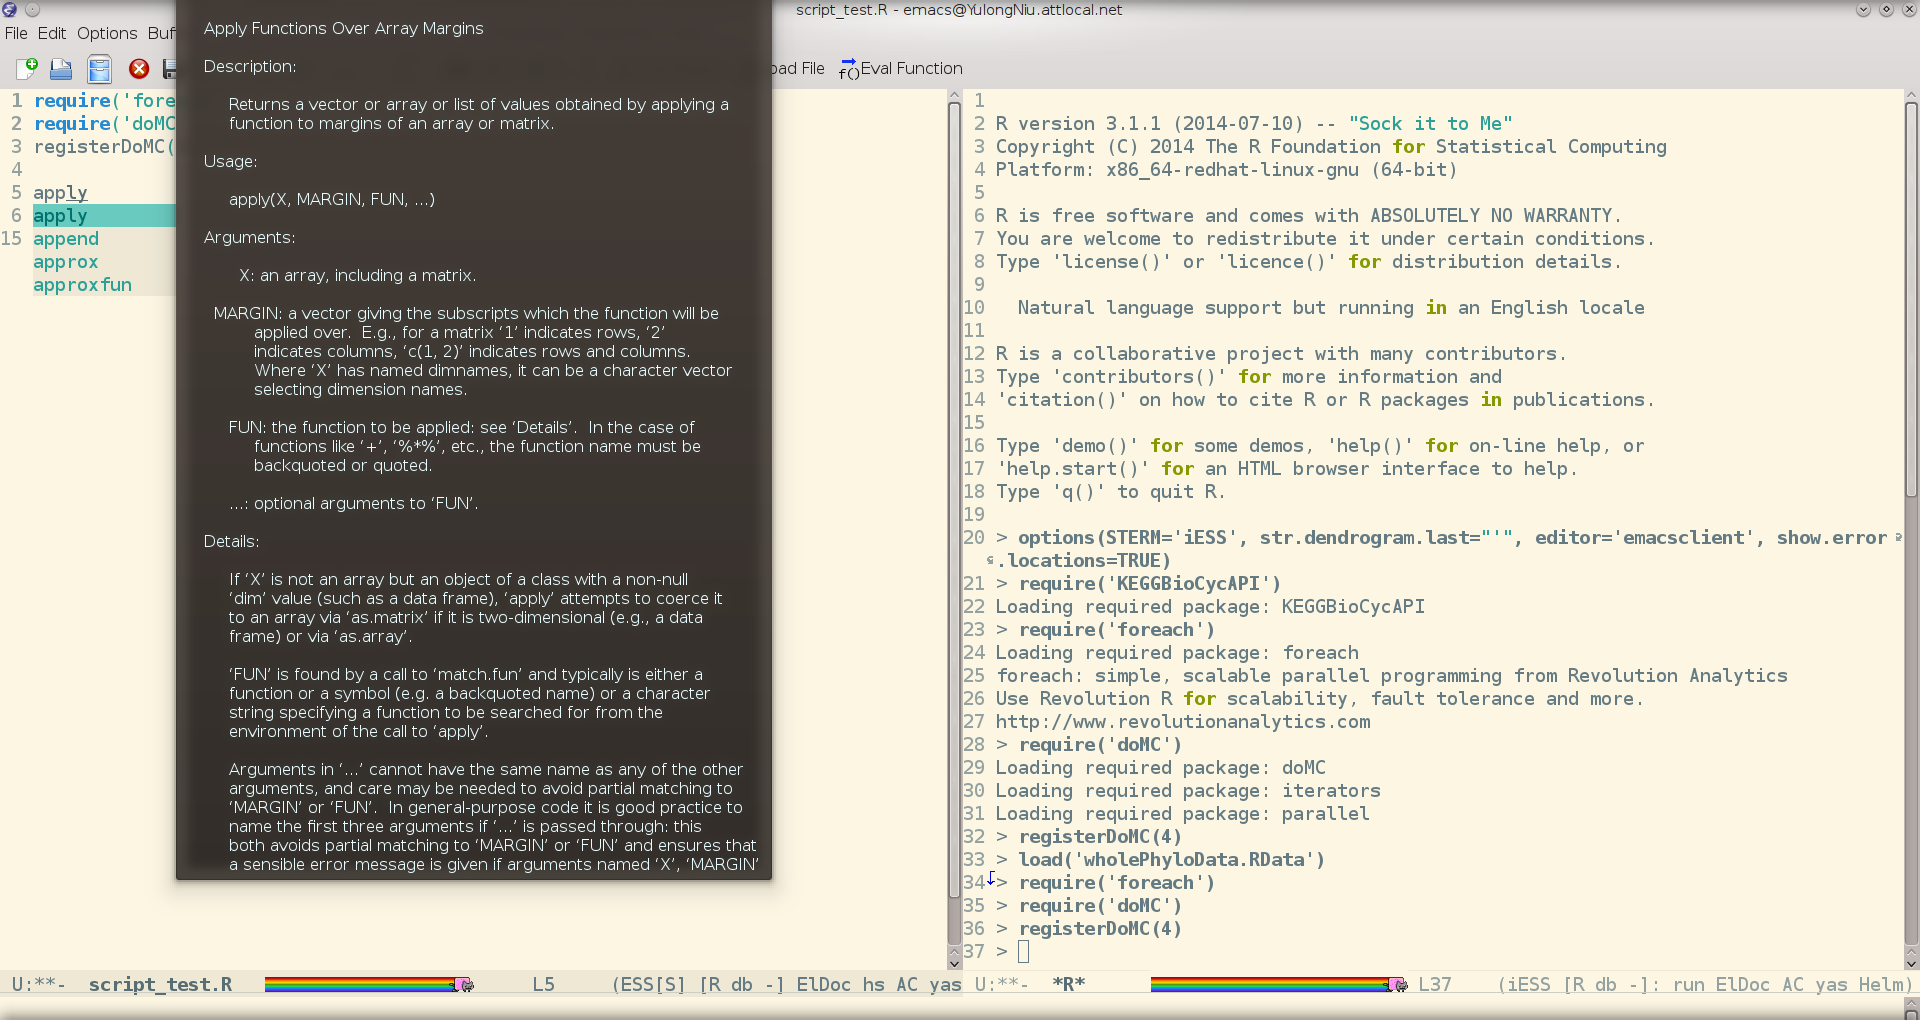 script_test.R - emacs@YulongNiu.attlocal.net
File Edit Options Buf
oad File f() Eval Function
1 require('fore
2 require('doMC
3 registerDoMC(
4
5 apply
6 apply
15 append
approx
approxfun
Apply Functions Over Array Margins
Description:
Returns a vector or array or list of values obtained by applying a
function to margins of an array or matrix.
Usage:
apply(X, MARGIN, FUN, ...)
Arguments:
X: an array, including a matrix.
MARGIN: a vector giving the subscripts which the function will be
applied over.  E.g., for a matrix ‘1’ indicates rows, ‘2’
indicates columns, ‘c(1, 2)’ indicates rows and columns.
Where ‘X’ has named dimnames, it can be a character vector
selecting dimension names.
FUN: the function to be applied: see ‘Details’.  In the case of
functions like ‘+’, ‘%*%’, etc., the function name must be
backquoted or quoted.
...: optional arguments to ‘FUN’.
Details:
If ‘X’ is not an array but an object of a class with a non-null
‘dim’ value (such as a data frame), ‘apply’ attempts to coerce it
to an array via ‘as.matrix’ if it is two-dimensional (e.g., a data
frame) or via ‘as.array’.
‘FUN’ is found by a call to ‘match.fun’ and typically is either a
function or a symbol (e.g. a backquoted name) or a character
string specifying a function to be searched for from the
environment of the call to ‘apply’.
Arguments in ‘...’ cannot have the same name as any of the other
arguments, and care may be needed to avoid partial matching to
‘MARGIN’ or ‘FUN’.  In general-purpose code it is good practice to
name the first three arguments if ‘...’ is passed through: this
both avoids partial matching to ‘MARGIN’ or ‘FUN’ and ensures that
a sensible error message is given if arguments named ‘X’, ‘MARGIN’
1
2 R version 3.1.1 (2014-07-10) -- "Sock it to Me"
3 Copyright (C) 2014 The R Foundation for Statistical Computing
4 Platform: x86_64-redhat-linux-gnu (64-bit)
5
6 R is free software and comes with ABSOLUTELY NO WARRANTY.
7 You are welcome to redistribute it under certain conditions.
8 Type 'license()' or 'licence()' for distribution details.
9
10   Natural language support but running in an English locale
11
12 R is a collaborative project with many contributors.
13 Type 'contributors()' for more information and
14 'citation()' on how to cite R or R packages in publications.
15
16 Type 'demo()' for some demos, 'help()' for on-line help, or
17 'help.start()' for an HTML browser interface to help.
18 Type 'q()' to quit R.
19
20 > options(STERM='iESS', str.dendrogram.last="'", editor='emacsclient', show.error
.locations=TRUE)
21 > require('KEGGBioCycAPI')
22 Loading required package: KEGGBioCycAPI
23 > require('foreach')
24 Loading required package: foreach
25 foreach: simple, scalable parallel programming from Revolution Analytics
26 Use Revolution R for scalability, fault tolerance and more.
27 http://www.revolutionanalytics.com
28 > require('doMC')
29 Loading required package: doMC
30 Loading required package: iterators
31 Loading required package: parallel
32 > registerDoMC(4)
33 > load('wholePhyloData.RData')
34 > require('foreach')
35 > require('doMC')
36 > registerDoMC(4)
37 >
U:**-  script_test.R  L5  (ESS[S] [R db -] ElDoc hs AC yas
U:**-  *R*  L37  (iESS [R db -]: run ElDoc AC yas Helm)